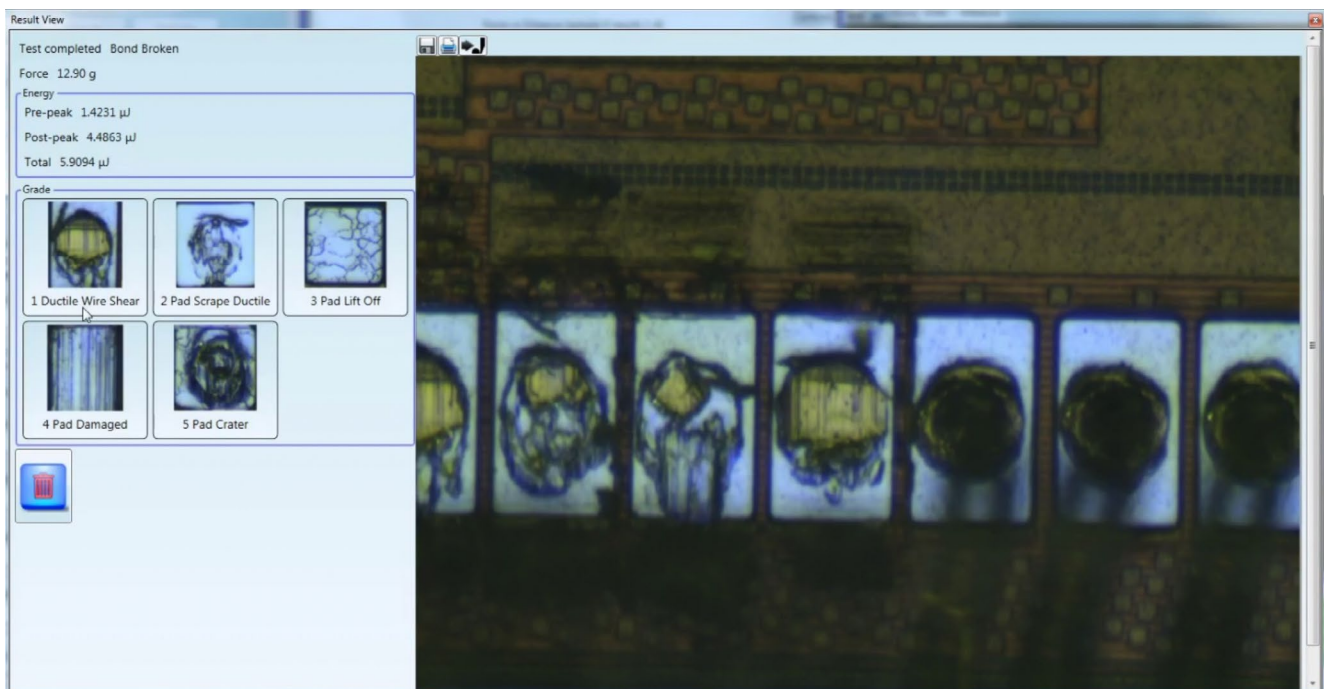 Result View
Test completed Bond Broken
Force 12.90 g
Energy
Pre-peak 1.4231 µJ
Post-peak 4.4863 µJ
Total 5.9094 µJ
Grade
1 Ductile Wire Shear
2 Pad Scrape Ductile
3 Pad Lift Off
4 Pad Damaged
5 Pad Crater